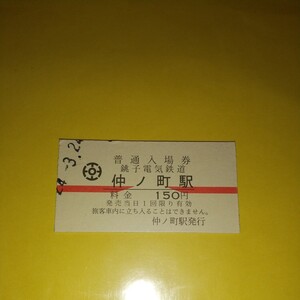 普通入場券
銚子電気鉄道
仲ノ町駅
料金 150円
発売当日1回限り有効
旅客車内に立ち入ることはできません。
仲ノ町駅発行